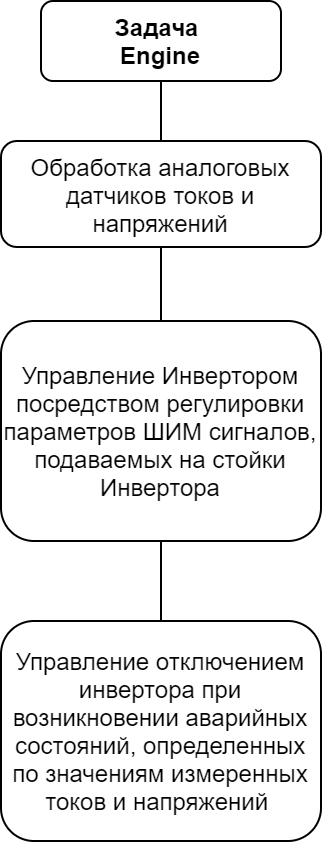 Задача
Engine
Обработка аналоговых
датчиков токов и
напряжений
Управление Инвертором
посредством регулировки
параметров ШИМ сигналов,
подаваемых на стойки
Инвертора
Управление отключением
инвертора при
возникновении аварийных
состояний, определенных
по значениям измеренных
токов и напряжений